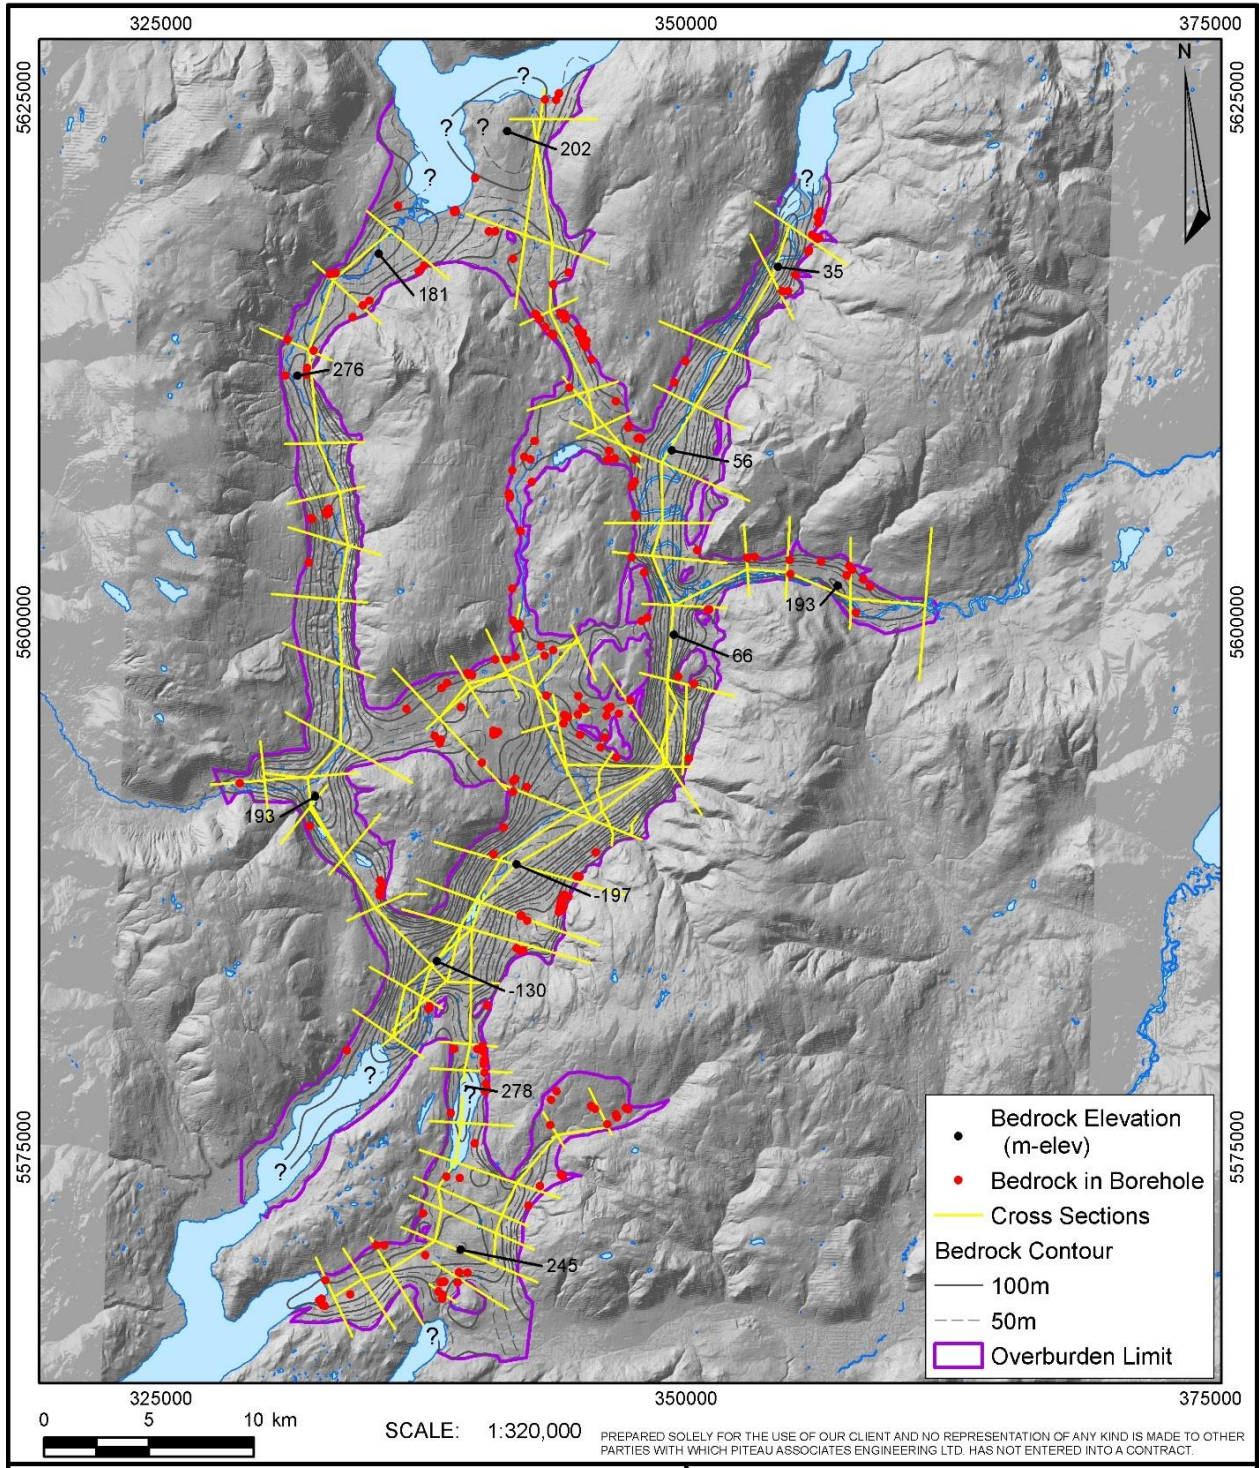 325000 350000 375000
5625000 5625000
N
?
?
?
202
?
?
35
181
276
56
193
5600000 5600000
66
193
-197
-130
?
278
?
?
5575000 5575000
245
?
Bedrock Elevation
(m-elev)
Bedrock in Borehole
Cross Sections
Bedrock Contour
100m
50m
Overburden Limit
325000 350000 375000
0 5 10 km
SCALE: 1:320,000
PREPARED SOLELY FOR THE USE OF OUR CLIENT AND NO REPRESENTATION OF ANY KIND IS MADE TO OTHER
PARTIES WITH WHICH PITEAU ASSOCIATES ENGINEERING LTD. HAS NOT ENTERED INTO A CONTRACT.